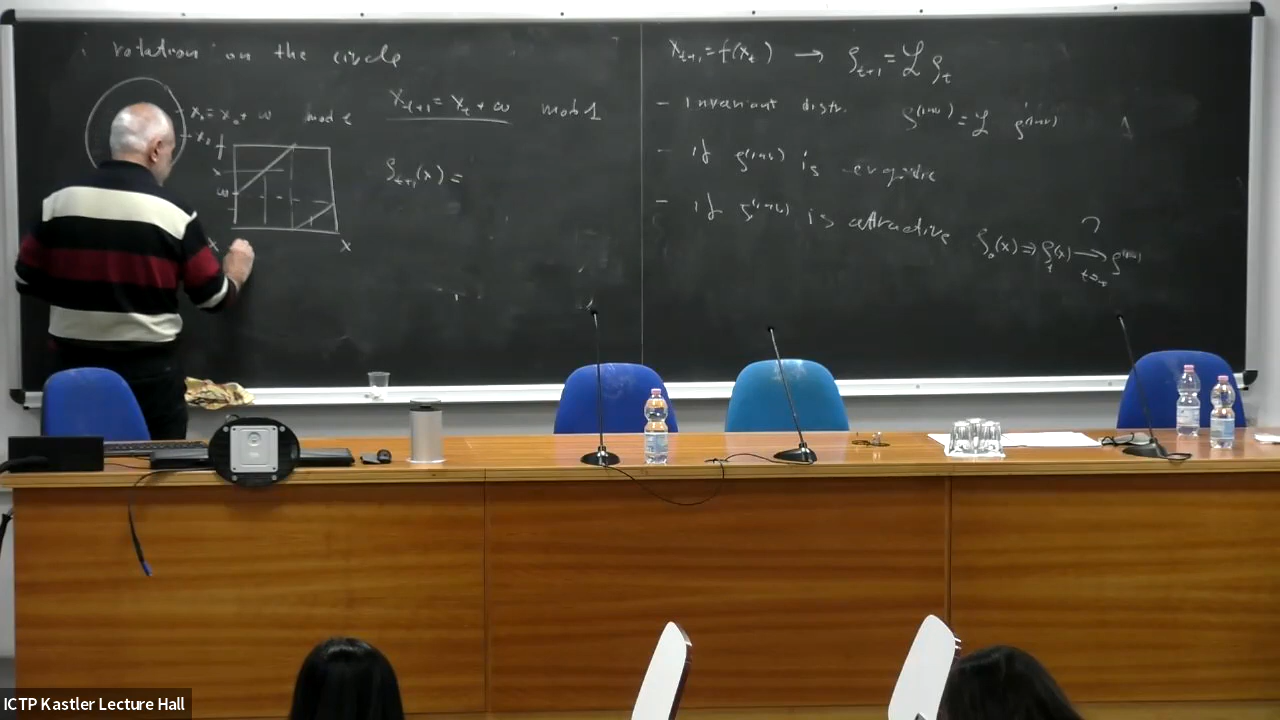 rotation on the circle
x₁ = x₀ + ω mod 1
x₀
f
ω
x
x_{t+1} = x_t + ω mod 1
ρ_{t+1}(x) =
x_{t+1} = f(x_t) → ρ_{t+1} = ℒ ρ_t
- invariant distr. ρ^{(inv)} = ℒ ρ^{(inv)} 1
- if ρ^{(inv)} is ergodic
- if ρ^{(inv)} is attractive ρ₀(x) ⇒ ρ_t(x) → ρ^{(inv)}
?
t→∞
ICTP Kastler Lecture Hall